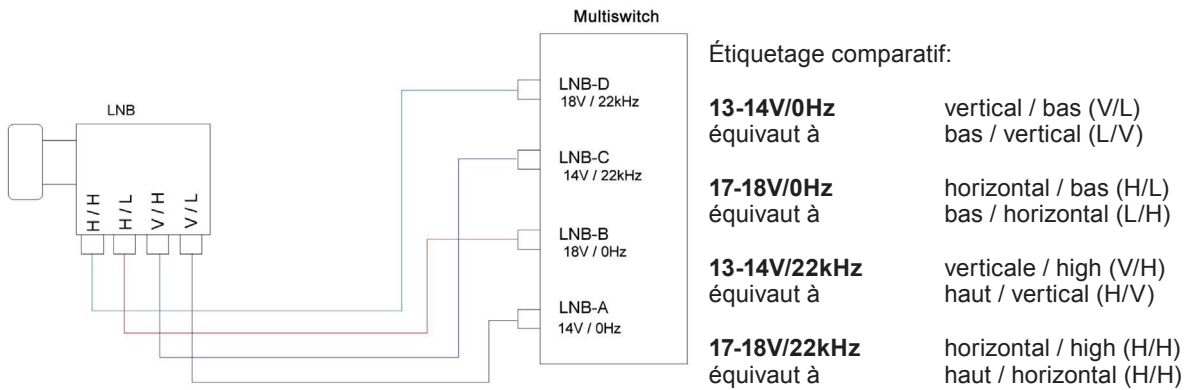 Multiswitch
LNB
H / H
H / L
V / H
V / L
LNB-D
18V / 22kHz
LNB-C
14V / 22kHz
LNB-B
18V / 0Hz
LNB-A
14V / 0Hz
Étiquetage comparatif:
13-14V/0Hz vertical / bas (V/L)
équivaut à bas / vertical (L/V)
17-18V/0Hz horizontal / bas (H/L)
équivaut à bas / horizontal (L/H)
13-14V/22kHz verticale / high (V/H)
équivaut à haut / vertical (H/V)
17-18V/22kHz horizontal / high (H/H)
équivaut à haut / horizontal (H/H)